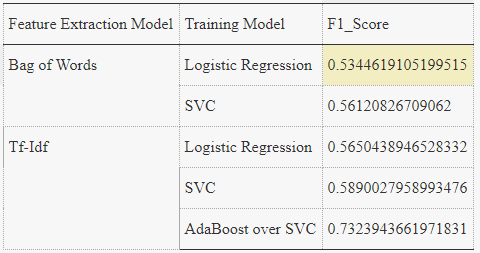 Feature Extraction Model Training Model F1_Score
Bag of Words Logistic Regression 0.5344619105199515
SVC 0.56120826709062
Tf-Idf Logistic Regression 0.5650438946528332
SVC 0.5890027958993476
AdaBoost over SVC 0.7323943661971831